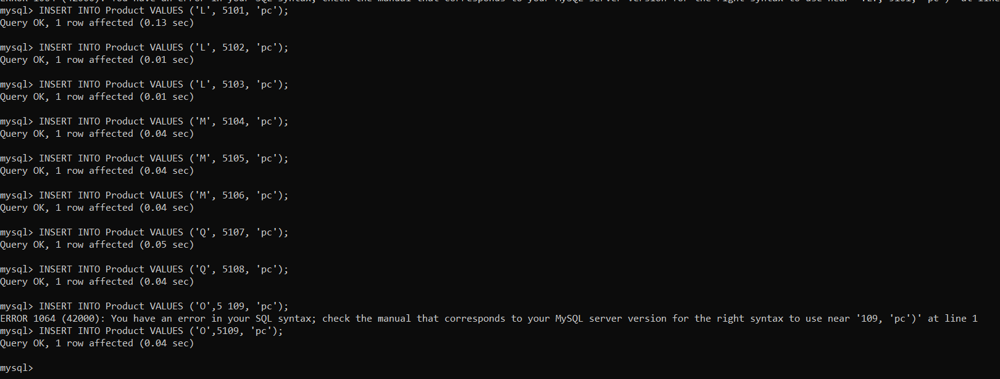 mysql> INSERT INTO Product VALUES ('L', 5101, 'pc');
Query OK, 1 row affected (0.13 sec)
mysql> INSERT INTO Product VALUES ('L', 5102, 'pc');
Query OK, 1 row affected (0.01 sec)
mysql> INSERT INTO Product VALUES ('L', 5103, 'pc');
Query OK, 1 row affected (0.01 sec)
mysql> INSERT INTO Product VALUES ('M', 5104, 'pc');
Query OK, 1 row affected (0.04 sec)
mysql> INSERT INTO Product VALUES ('M', 5105, 'pc');
Query OK, 1 row affected (0.04 sec)
mysql> INSERT INTO Product VALUES ('M', 5106, 'pc');
Query OK, 1 row affected (0.04 sec)
mysql> INSERT INTO Product VALUES ('Q', 5107, 'pc');
Query OK, 1 row affected (0.05 sec)
mysql> INSERT INTO Product VALUES ('Q', 5108, 'pc');
Query OK, 1 row affected (0.04 sec)
mysql> INSERT INTO Product VALUES ('O',5 109, 'pc');
ERROR 1064 (42000): You have an error in your SQL syntax; check the manual that corresponds to your MySQL server version for the right syntax to use near '109, 'pc')' at line 1
mysql> INSERT INTO Product VALUES ('O',5109, 'pc');
Query OK, 1 row affected (0.04 sec)
mysql>